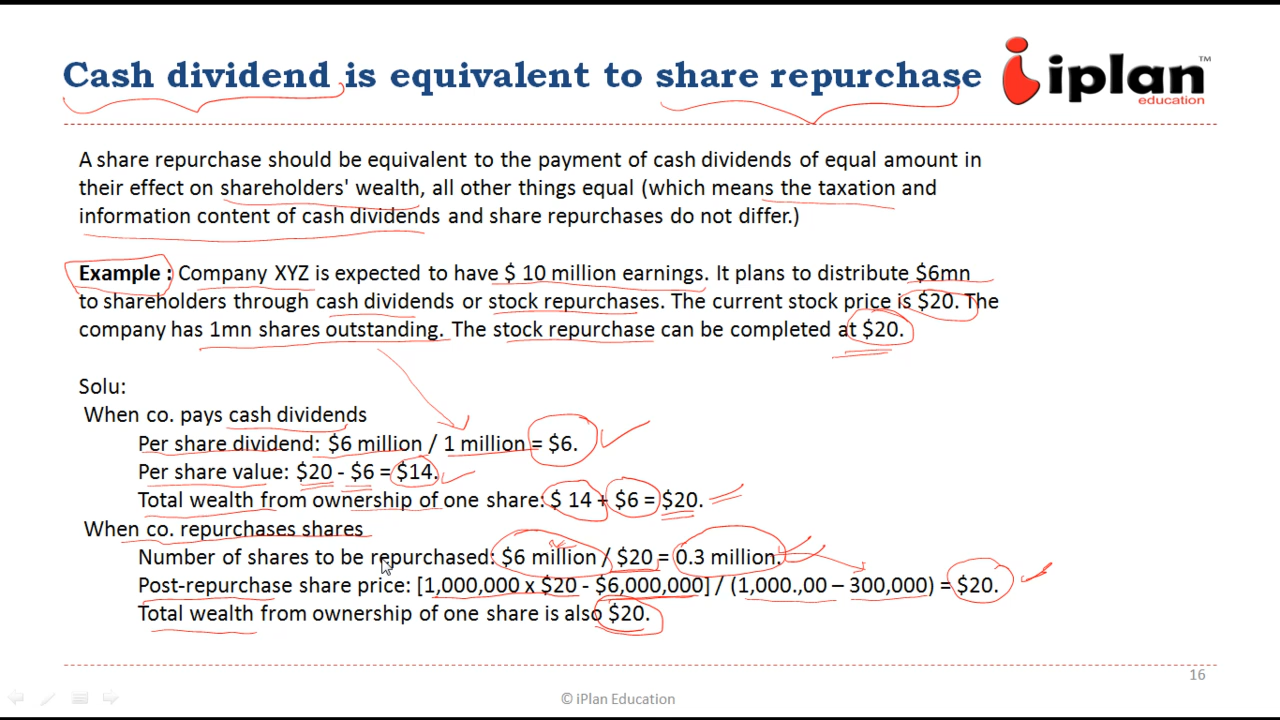 Cash dividend is equivalent to share repurchase
iplan™
education
A share repurchase should be equivalent to the payment of cash dividends of equal amount in
their effect on shareholders' wealth, all other things equal (which means the taxation and
information content of cash dividends and share repurchases do not differ.)
Example : Company XYZ is expected to have $ 10 million earnings. It plans to distribute $6mn
to shareholders through cash dividends or stock repurchases. The current stock price is $20. The
company has 1mn shares outstanding. The stock repurchase can be completed at $20.
Solu:
When co. pays cash dividends
Per share dividend: $6 million / 1 million = $6.
Per share value: $20 - $6 = $14.
Total wealth from ownership of one share: $ 14 + $6 = $20.
When co. repurchases shares
Number of shares to be repurchased: $6 million / $20 = 0.3 million.
Post-repurchase share price: [1,000,000 x $20 - $6,000,000] / (1,000.,00 – 300,000) = $20.
Total wealth from ownership of one share is also $20.
16
© iPlan Education